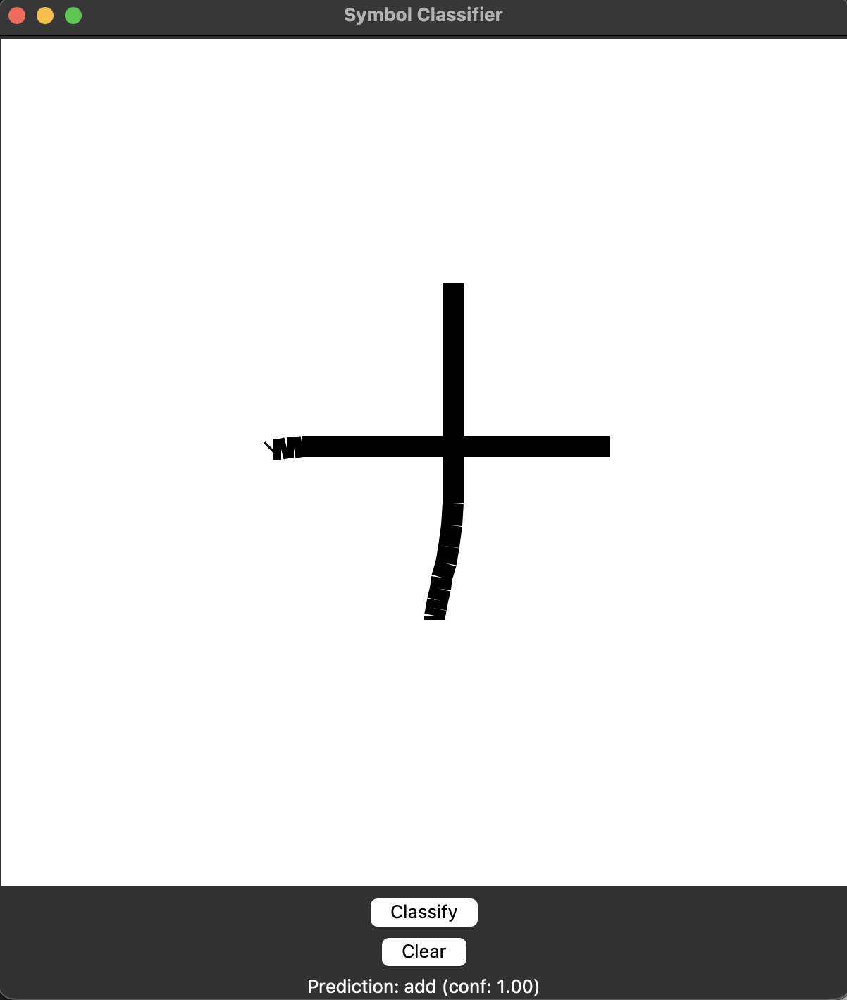 Symbol Classifier
+
Classify
Clear
Prediction: add (conf: 1.00)